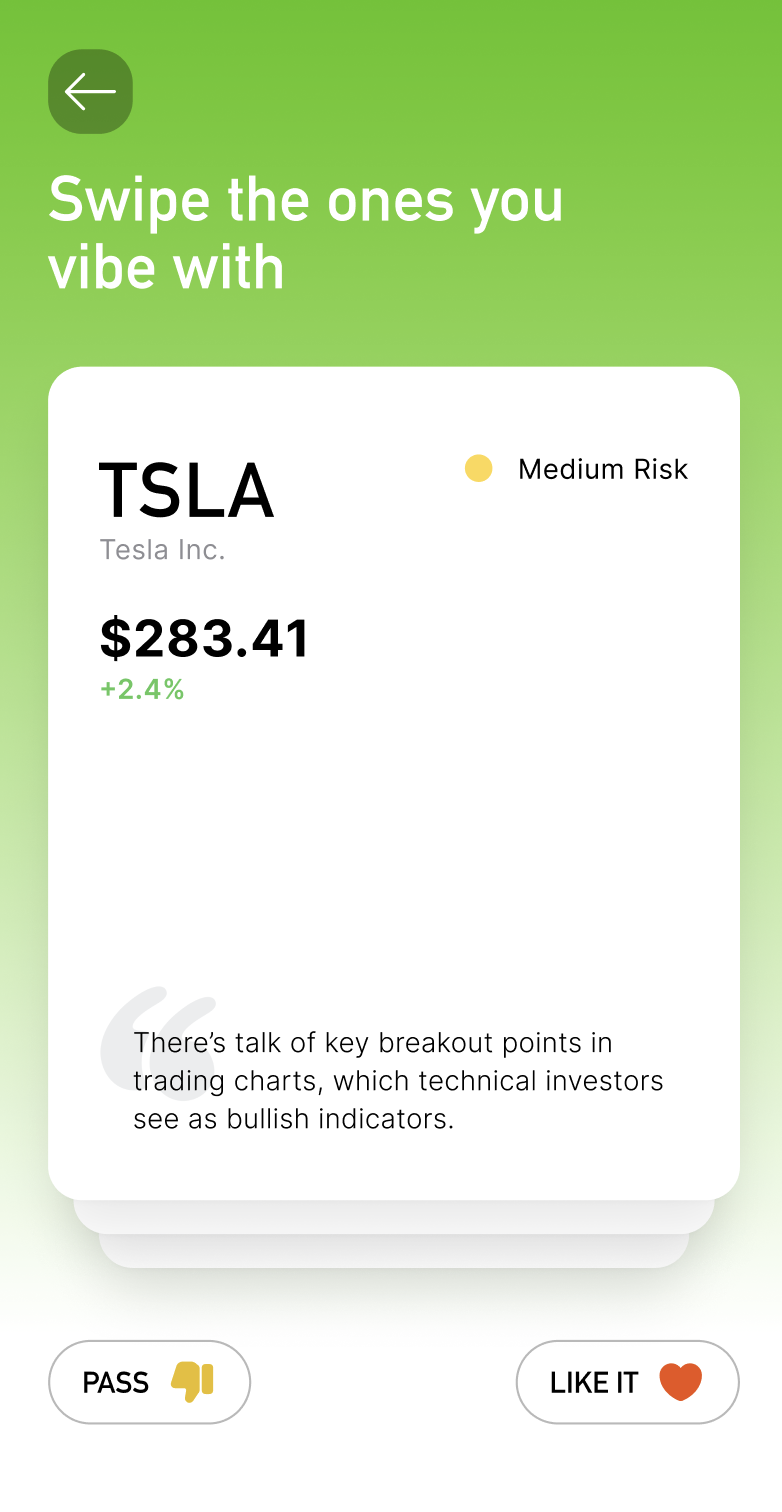 Swipe the ones you
vibe with
TSLA
Medium Risk
Tesla Inc.
$283.41
+2.4%
There’s talk of key breakout points in
trading charts, which technical investors
see as bullish indicators.
PASS
LIKE IT